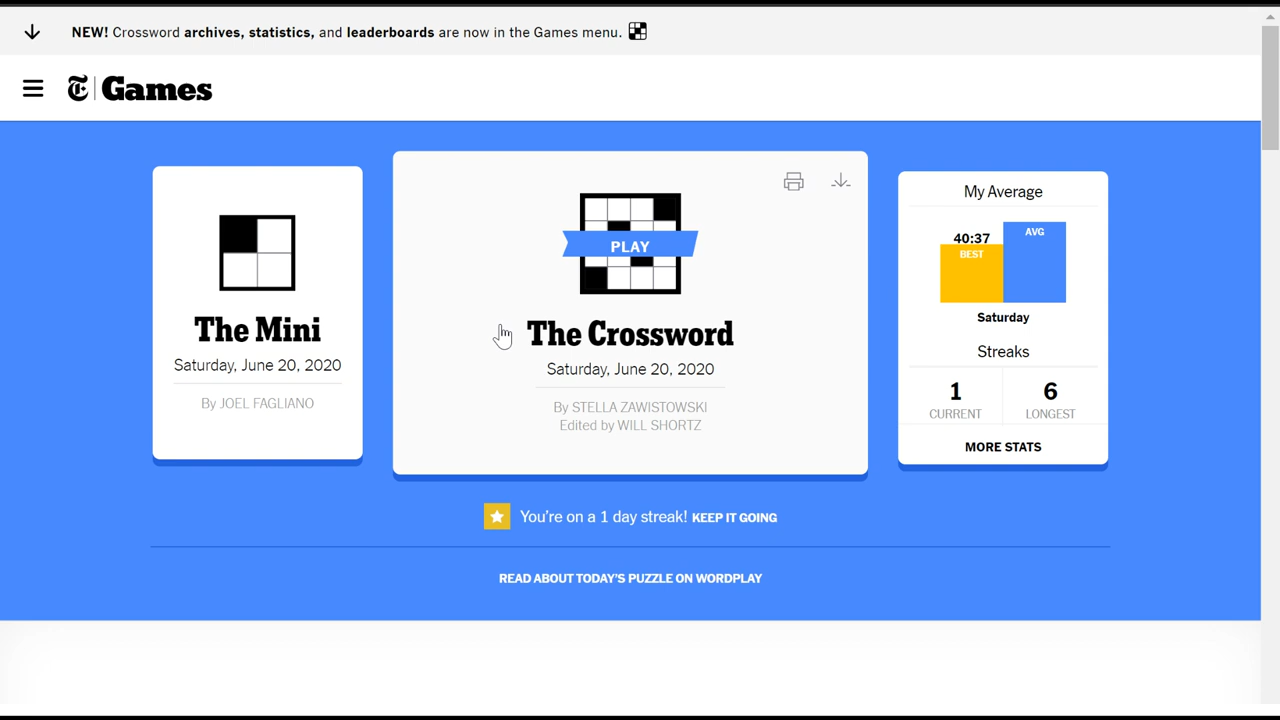 NEW! Crossword archives, statistics, and leaderboards are now in the Games menu.
T Games
The Mini
Saturday, June 20, 2020
By JOEL FAGLIANO
PLAY
The Crossword
Saturday, June 20, 2020
By STELLA ZAWISTOWSKI
Edited by WILL SHORTZ
My Average
40:37
BEST
AVG
Saturday
Streaks
1 6
CURRENT LONGEST
MORE STATS
You're on a 1 day streak! KEEP IT GOING
READ ABOUT TODAY'S PUZZLE ON WORDPLAY